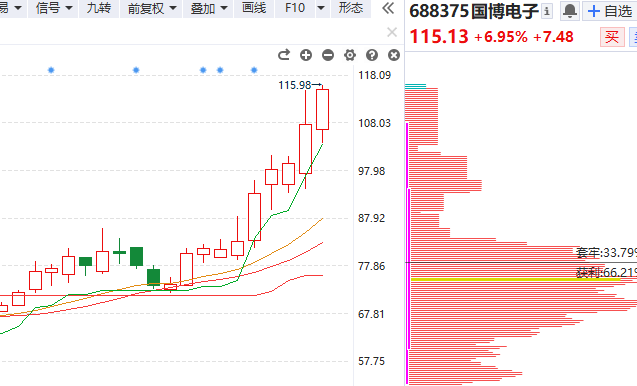 易 信号 九转 前复权 叠加 画线 F10 形态
688375国博电子 + 自选
115.13 +6.95% +7.48 买
118.09
115.98
108.03
97.98
87.92
套牢:33.79%
77.86
获利:66.21%
67.81
57.75